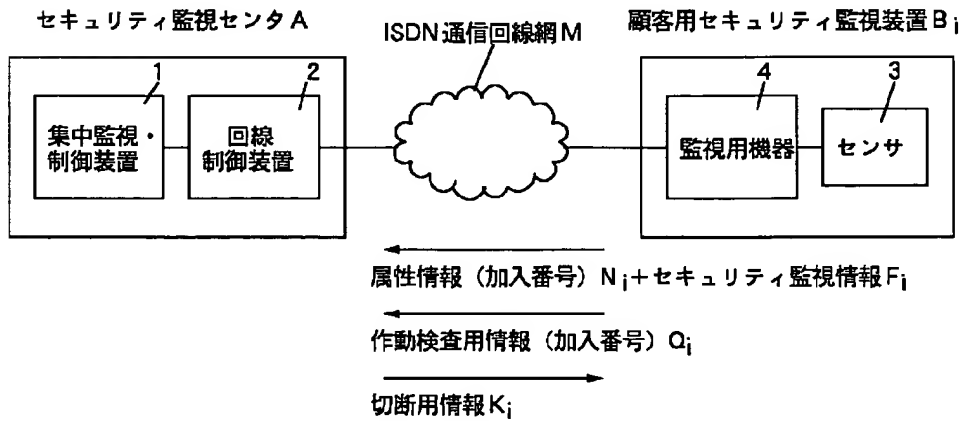 セキュリティ監視センタA
ISDN通信回線網M
顧客用セキュリティ監視装置Bi
1
2
4
3
集中監視・
制御装置
回線
制御装置
監視用機器
センサ
属性情報（加入番号）Ni＋セキュリティ監視情報Fi
作動検査用情報（加入番号）Qi
切断用情報Ki